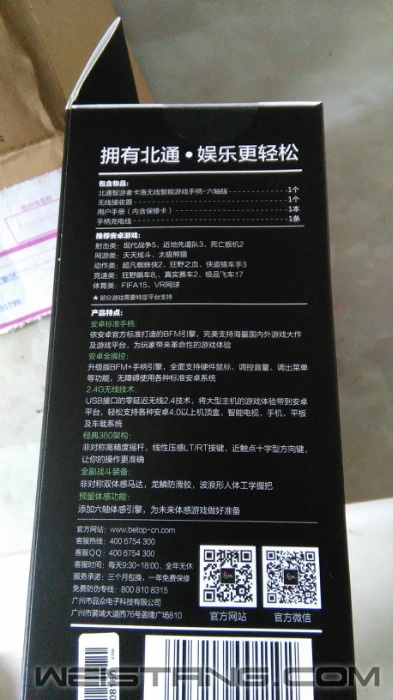 拥有北通·娱乐更轻松
包含物品:
北通智游者卡洛无线智能游戏手柄-六轴版 1个
无线接收器 1个
用户手册(内含保修卡) 1本
手柄充电线 1条
推荐安卓游戏:
射击类:现代战争5、近地先遣队3、死亡扳机2
网游类:天天炫斗、太极熊猫
动作类:超凡蜘蛛侠2、狂野之血、侠盗猎车手3
竞速类:狂野飙车8、真实赛车2、极品飞车17
体育类:FIFA15、VR网球
★ 部分游戏需要特定平台支持
产品特点:
安卓标准手柄:
依安卓官方标准打造的BFM引擎,完美支持海量国内外游戏大作
及游戏平台,为玩家带来革命性的游戏体验
安卓全操控:
升级版BFM+手柄引擎,全面支持硬件鼠标、调控音量、调出菜单
等功能,无障碍使用各种标准安卓系统
2.4G无线技术:
USB接口的零延迟无线2.4技术,将大型主机的游戏体验带到安卓
平台,轻松支持各种安卓4.0以上机顶盒、智能电视、手机、平板
及车载系统
经典360架构:
非对称高精度摇杆,线性压感LT/RT按键,近触点十字型方向键,
让你的操作更准确
全副战斗装备:
非对称双体感马达,龙鳞防滑胶,波浪形人体工学握把
预留体感功能:
添加六轴体感引擎,为未来体感游戏做好准备
官方网站:www.betop-cn.com
客服热线:400 6754 300
客服QQ:400 6754 300
客服时间:每天9:30-18:00,全年无休
服务承诺:三个月包换,一年免费保修
免费防伪专线:800 810 8315
广州市品众电子科技有限公司
广州市黄埔大道西76号盈隆广场810
官方网站
官方微信
WEISTANG.COM